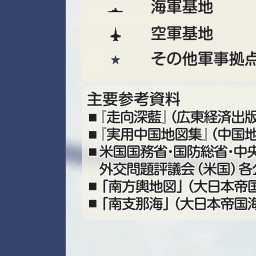 海軍基地
空軍基地
★ その他軍事拠点
主要参考資料
■『走向深藍』（広東経済出版
■『実用中国地図集』（中国地
■米国国務省・国防総省・中央
外交問題評議会（米国）各
■「南方輿地図」（大日本帝国
■「南支那海」（大日本帝国海